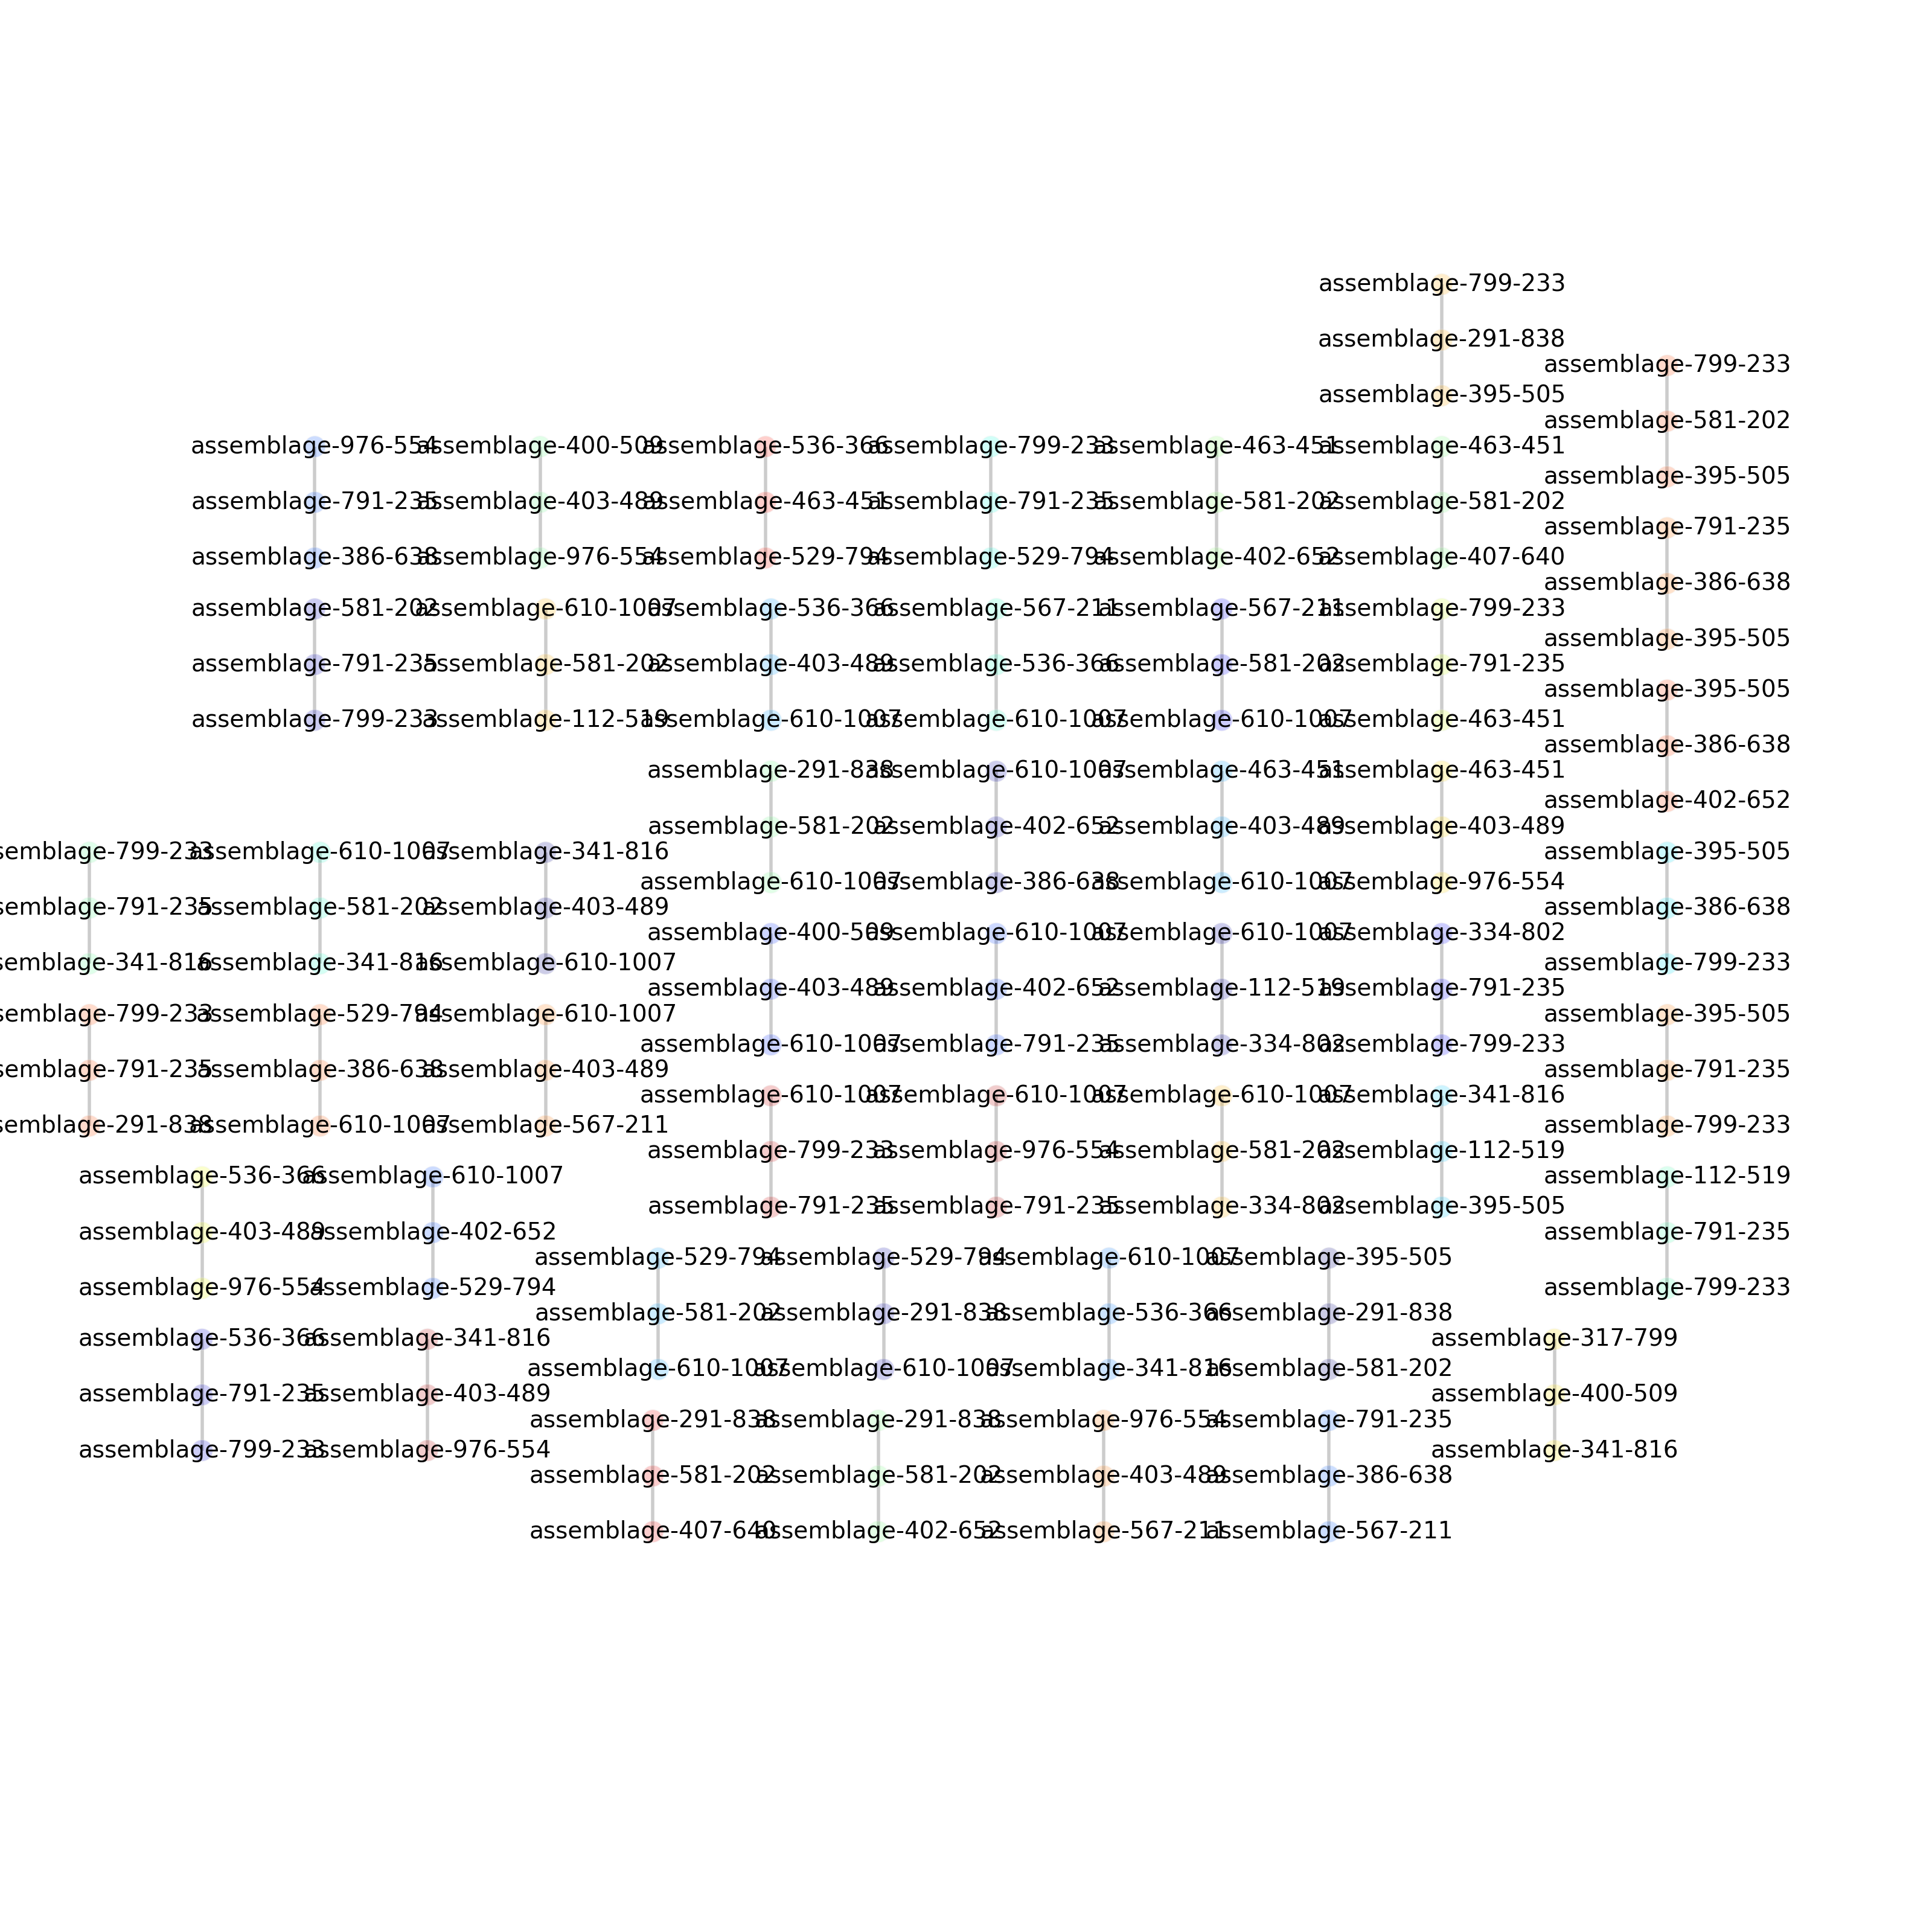 assemblage-799-233
assemblage-291-838
assemblage-799-233
assemblage-395-505
assemblage-581-202
assemblage-976-554 assemblage-400-509 assemblage-536-366 assemblage-799-233 assemblage-463-451 assemblage-463-451
assemblage-395-505
assemblage-791-235 assemblage-403-489 assemblage-463-451 assemblage-791-235 assemblage-581-202 assemblage-581-202
assemblage-791-235
assemblage-386-638 assemblage-976-554 assemblage-529-794 assemblage-529-794 assemblage-402-652 assemblage-407-640
assemblage-386-638
assemblage-581-202 assemblage-610-1007 assemblage-536-366 assemblage-567-211 assemblage-567-211 assemblage-799-233
assemblage-395-505
assemblage-791-235 assemblage-581-202 assemblage-403-489 assemblage-536-366 assemblage-581-202 assemblage-791-235
assemblage-395-505
assemblage-799-233 assemblage-112-519 assemblage-610-1007 assemblage-610-1007 assemblage-610-1007 assemblage-463-451
assemblage-386-638
assemblage-291-838 assemblage-610-1007 assemblage-463-451 assemblage-463-451
assemblage-402-652
assemblage-581-202 assemblage-402-652 assemblage-403-489 assemblage-403-489
semblage-799-233 assemblage-610-1007 assemblage-341-816 assemblage-395-505
assemblage-610-1007 assemblage-386-638 assemblage-610-1007 assemblage-976-554
semblage-791-235 assemblage-581-202 assemblage-403-489 assemblage-386-638
assemblage-400-509 assemblage-610-1007 assemblage-610-1007 assemblage-334-802
semblage-341-816 assemblage-341-816 assemblage-610-1007 assemblage-799-233
assemblage-403-489 assemblage-402-652 assemblage-112-519 assemblage-791-235
semblage-799-233 assemblage-529-794 assemblage-610-1007 assemblage-395-505
assemblage-610-1007 assemblage-791-235 assemblage-334-802 assemblage-799-233
semblage-791-235 assemblage-386-638 assemblage-403-489 assemblage-791-235
assemblage-610-1007 assemblage-610-1007 assemblage-610-1007 assemblage-341-816
semblage-291-838 assemblage-610-1007 assemblage-567-211 assemblage-799-233
assemblage-799-233 assemblage-976-554 assemblage-581-202 assemblage-112-519
assemblage-536-366 assemblage-610-1007 assemblage-112-519
assemblage-791-235 assemblage-791-235 assemblage-334-802 assemblage-395-505
assemblage-403-489 assemblage-402-652 assemblage-791-235
assemblage-529-794 assemblage-529-794 assemblage-610-1007 assemblage-395-505
assemblage-976-554 assemblage-529-794 assemblage-799-233
assemblage-581-202 assemblage-291-838 assemblage-536-366 assemblage-291-838
assemblage-536-366 assemblage-341-816 assemblage-317-799
assemblage-610-1007 assemblage-610-1007 assemblage-341-816 assemblage-581-202
assemblage-791-235 assemblage-403-489 assemblage-400-509
assemblage-291-838 assemblage-291-838 assemblage-976-554 assemblage-791-235
assemblage-799-233 assemblage-976-554 assemblage-341-816
assemblage-581-202 assemblage-581-202 assemblage-403-489 assemblage-386-638
assemblage-407-640 assemblage-402-652 assemblage-567-211 assemblage-567-211